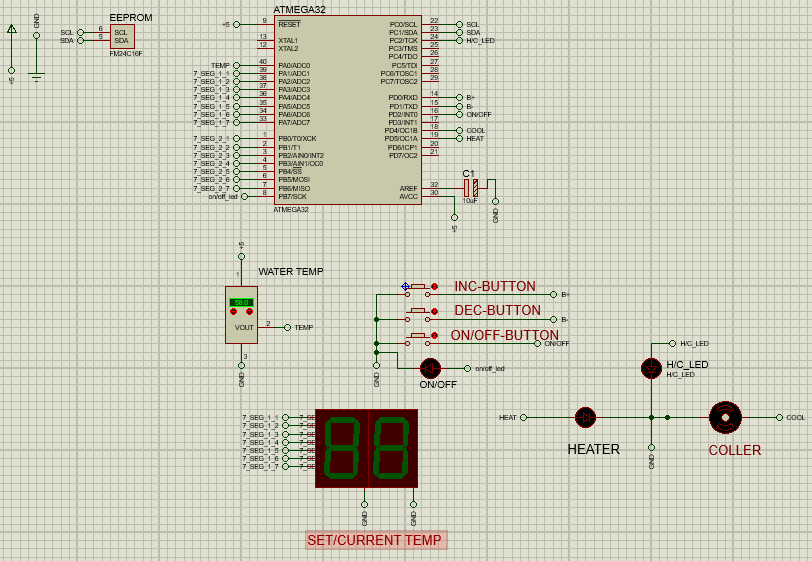 EEPROM
SCL 6 SCL
SDA 5 SDA
FM24C16F
GND
+5
ATMEGA32
+5 9 RESET
13 XTAL1
12 XTAL2
TEMP 40 PA0/ADC0
7_SEG_1_1 39 PA1/ADC1
7_SEG_1_2 38 PA2/ADC2
7_SEG_1_3 37 PA3/ADC3
7_SEG_1_4 36 PA4/ADC4
7_SEG_1_5 35 PA5/ADC5
7_SEG_1_6 34 PA6/ADC6
7_SEG_1_7 33 PA7/ADC7
7_SEG_2_1 1 PB0/T0/XCK
7_SEG_2_2 2 PB1/T1
7_SEG_2_3 3 PB2/AIN0/INT2
7_SEG_2_4 4 PB3/AIN1/OC0
7_SEG_2_5 5 PB4/SS
7_SEG_2_6 6 PB5/MOSI
7_SEG_2_7 7 PB6/MISO
on/off_led 8 PB7/SCK
PC0/SCL 22 SCL
PC1/SDA 23 SDA
PC2/TCK 24 H/C_LED
PC3/TMS 25
PC4/TDO 26
PC5/TDI 27
PC6/TOSC1 28
PC7/TOSC2 29
PD0/RXD 14 B+
PD1/TXD 15 B-
PD2/INT0 16 ON/OFF
PD3/INT1 17
PD4/OC1B 18 COOL
PD5/OC1A 19 HEAT
PD6/ICP1 20
PD7/OC2 21
AREF 32
AVCC 30
ATMEGA32
C1
10uF
GND
+5
+5
1
WATER TEMP
VOUT 2 TEMP
3
GND
INC-BUTTON
B+
DEC-BUTTON
B-
ON/OFF-BUTTON
ON/OFF
GND
on/off_led
ON/OFF
H/C_LED
H/C_LED
H/C_LED
HEAT
COOL
HEATER
GND
COLLER
7_SEG_1_1
7_SEG_1_2
7_SEG_1_3
7_SEG_1_4
7_SEG_1_5
7_SEG_1_6
7_SEG_1_7
88
GND
GND
SET/CURRENT TEMP